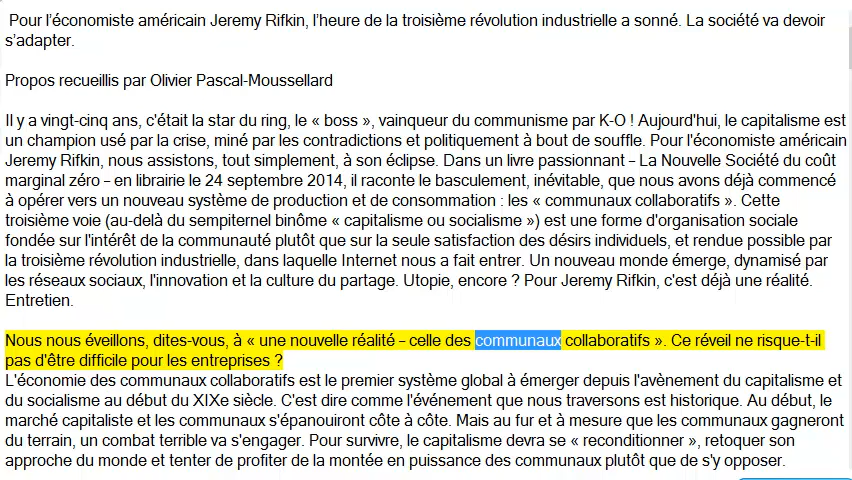 Pour l’économiste américain Jeremy Rifkin, l’heure de la troisième révolution industrielle a sonné. La société va devoir
s’adapter.
Propos recueillis par Olivier Pascal-Moussellard
Il y a vingt-cinq ans, c'était la star du ring, le « boss », vainqueur du communisme par K-O ! Aujourd'hui, le capitalisme est
un champion usé par la crise, miné par les contradictions et politiquement à bout de souffle. Pour l'économiste américain
Jeremy Rifkin, nous assistons, tout simplement, à son éclipse. Dans un livre passionnant – La Nouvelle Société du coût
marginal zéro – en librairie le 24 septembre 2014, il raconte le basculement, inévitable, que nous avons déjà commencé
à opérer vers un nouveau système de production et de consommation : les « communaux collaboratifs ». Cette
troisième voie (au-delà du sempiternel binôme « capitalisme ou socialisme ») est une forme d'organisation sociale
fondée sur l'intérêt de la communauté plutôt que sur la seule satisfaction des désirs individuels, et rendue possible par
la troisième révolution industrielle, dans laquelle Internet nous a fait entrer. Un nouveau monde émerge, dynamisé par
les réseaux sociaux, l'innovation et la culture du partage. Utopie, encore ? Pour Jeremy Rifkin, c'est déjà une réalité.
Entretien.
Nous nous éveillons, dites-vous, à « une nouvelle réalité – celle des communaux collaboratifs ». Ce réveil ne risque-t-il
pas d'être difficile pour les entreprises ?
L'économie des communaux collaboratifs est le premier système global à émerger depuis l'avènement du capitalisme et
du socialisme au début du XIXe siècle. C'est dire comme l'événement que nous traversons est historique. Au début, le
marché capitaliste et les communaux s'épanouiront côte à côte. Mais au fur et à mesure que les communaux gagneront
du terrain, un combat terrible va s'engager. Pour survivre, le capitalisme devra se « reconditionner », retoquer son
approche du monde et tenter de profiter de la montée en puissance des communaux plutôt que de s'y opposer.